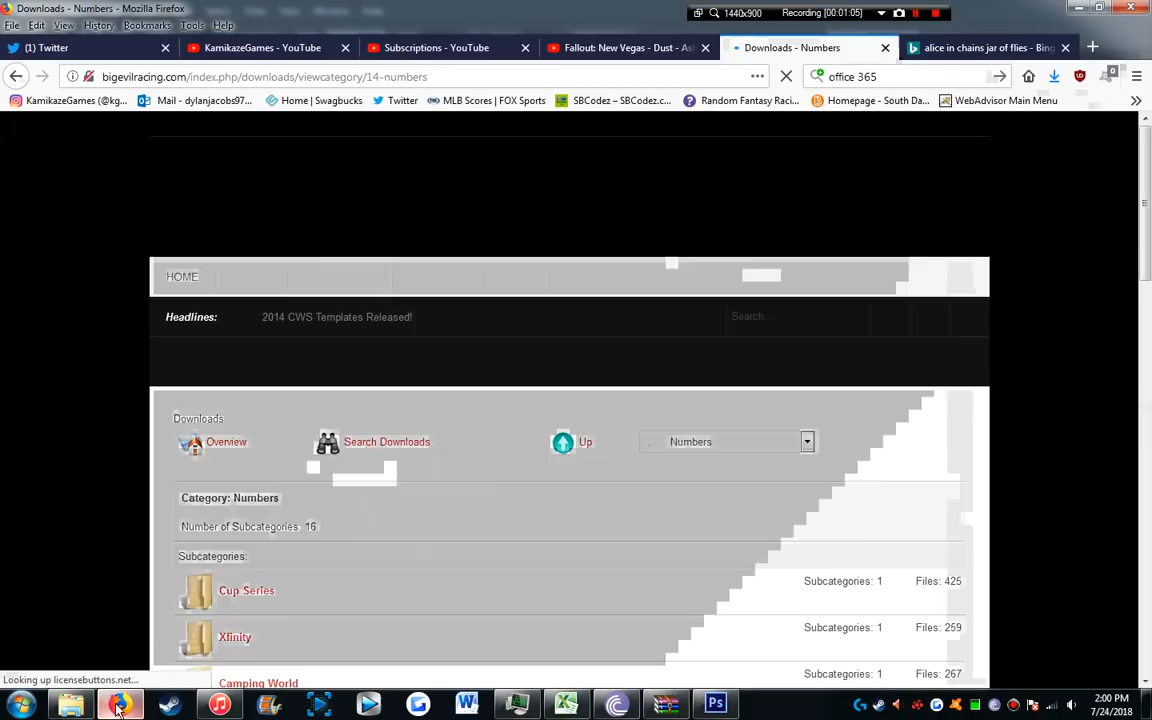 Downloads - Numbers - Mozilla Firefox
Recording [00:01:05]
1440x900
File Edit View History Bookmarks Tools Help
(1) Twitter
KamikazeGames - YouTube
Subscriptions - YouTube
Fallout: New Vegas - Dust - Ash
Downloads - Numbers
alice in chains jar of flies - Bing
bigevilracing.com/index.php/downloads/viewcategory/14-numbers
office 365
0
KamikazeGames (@kg...
Mail - dylanjacobs97...
Home | Swagbucks
Twitter
MLB Scores | FOX Sports
SBCodez – SBCodez.c...
Random Fantasy Raci...
Homepage - South Da...
WebAdvisor Main Menu
HOME
Headlines: 2014 CWS Templates Released! Search...
Downloads
Overview Search Downloads Up Numbers
Category: Numbers
Number of Subcategories: 16
Subcategories:
Cup Series Subcategories: 1 Files: 425
Xfinity Subcategories: 1 Files: 259
Camping World Subcategories: 1 Files: 267
Looking up licensebuttons.net...
2:00 PM
7/24/2018